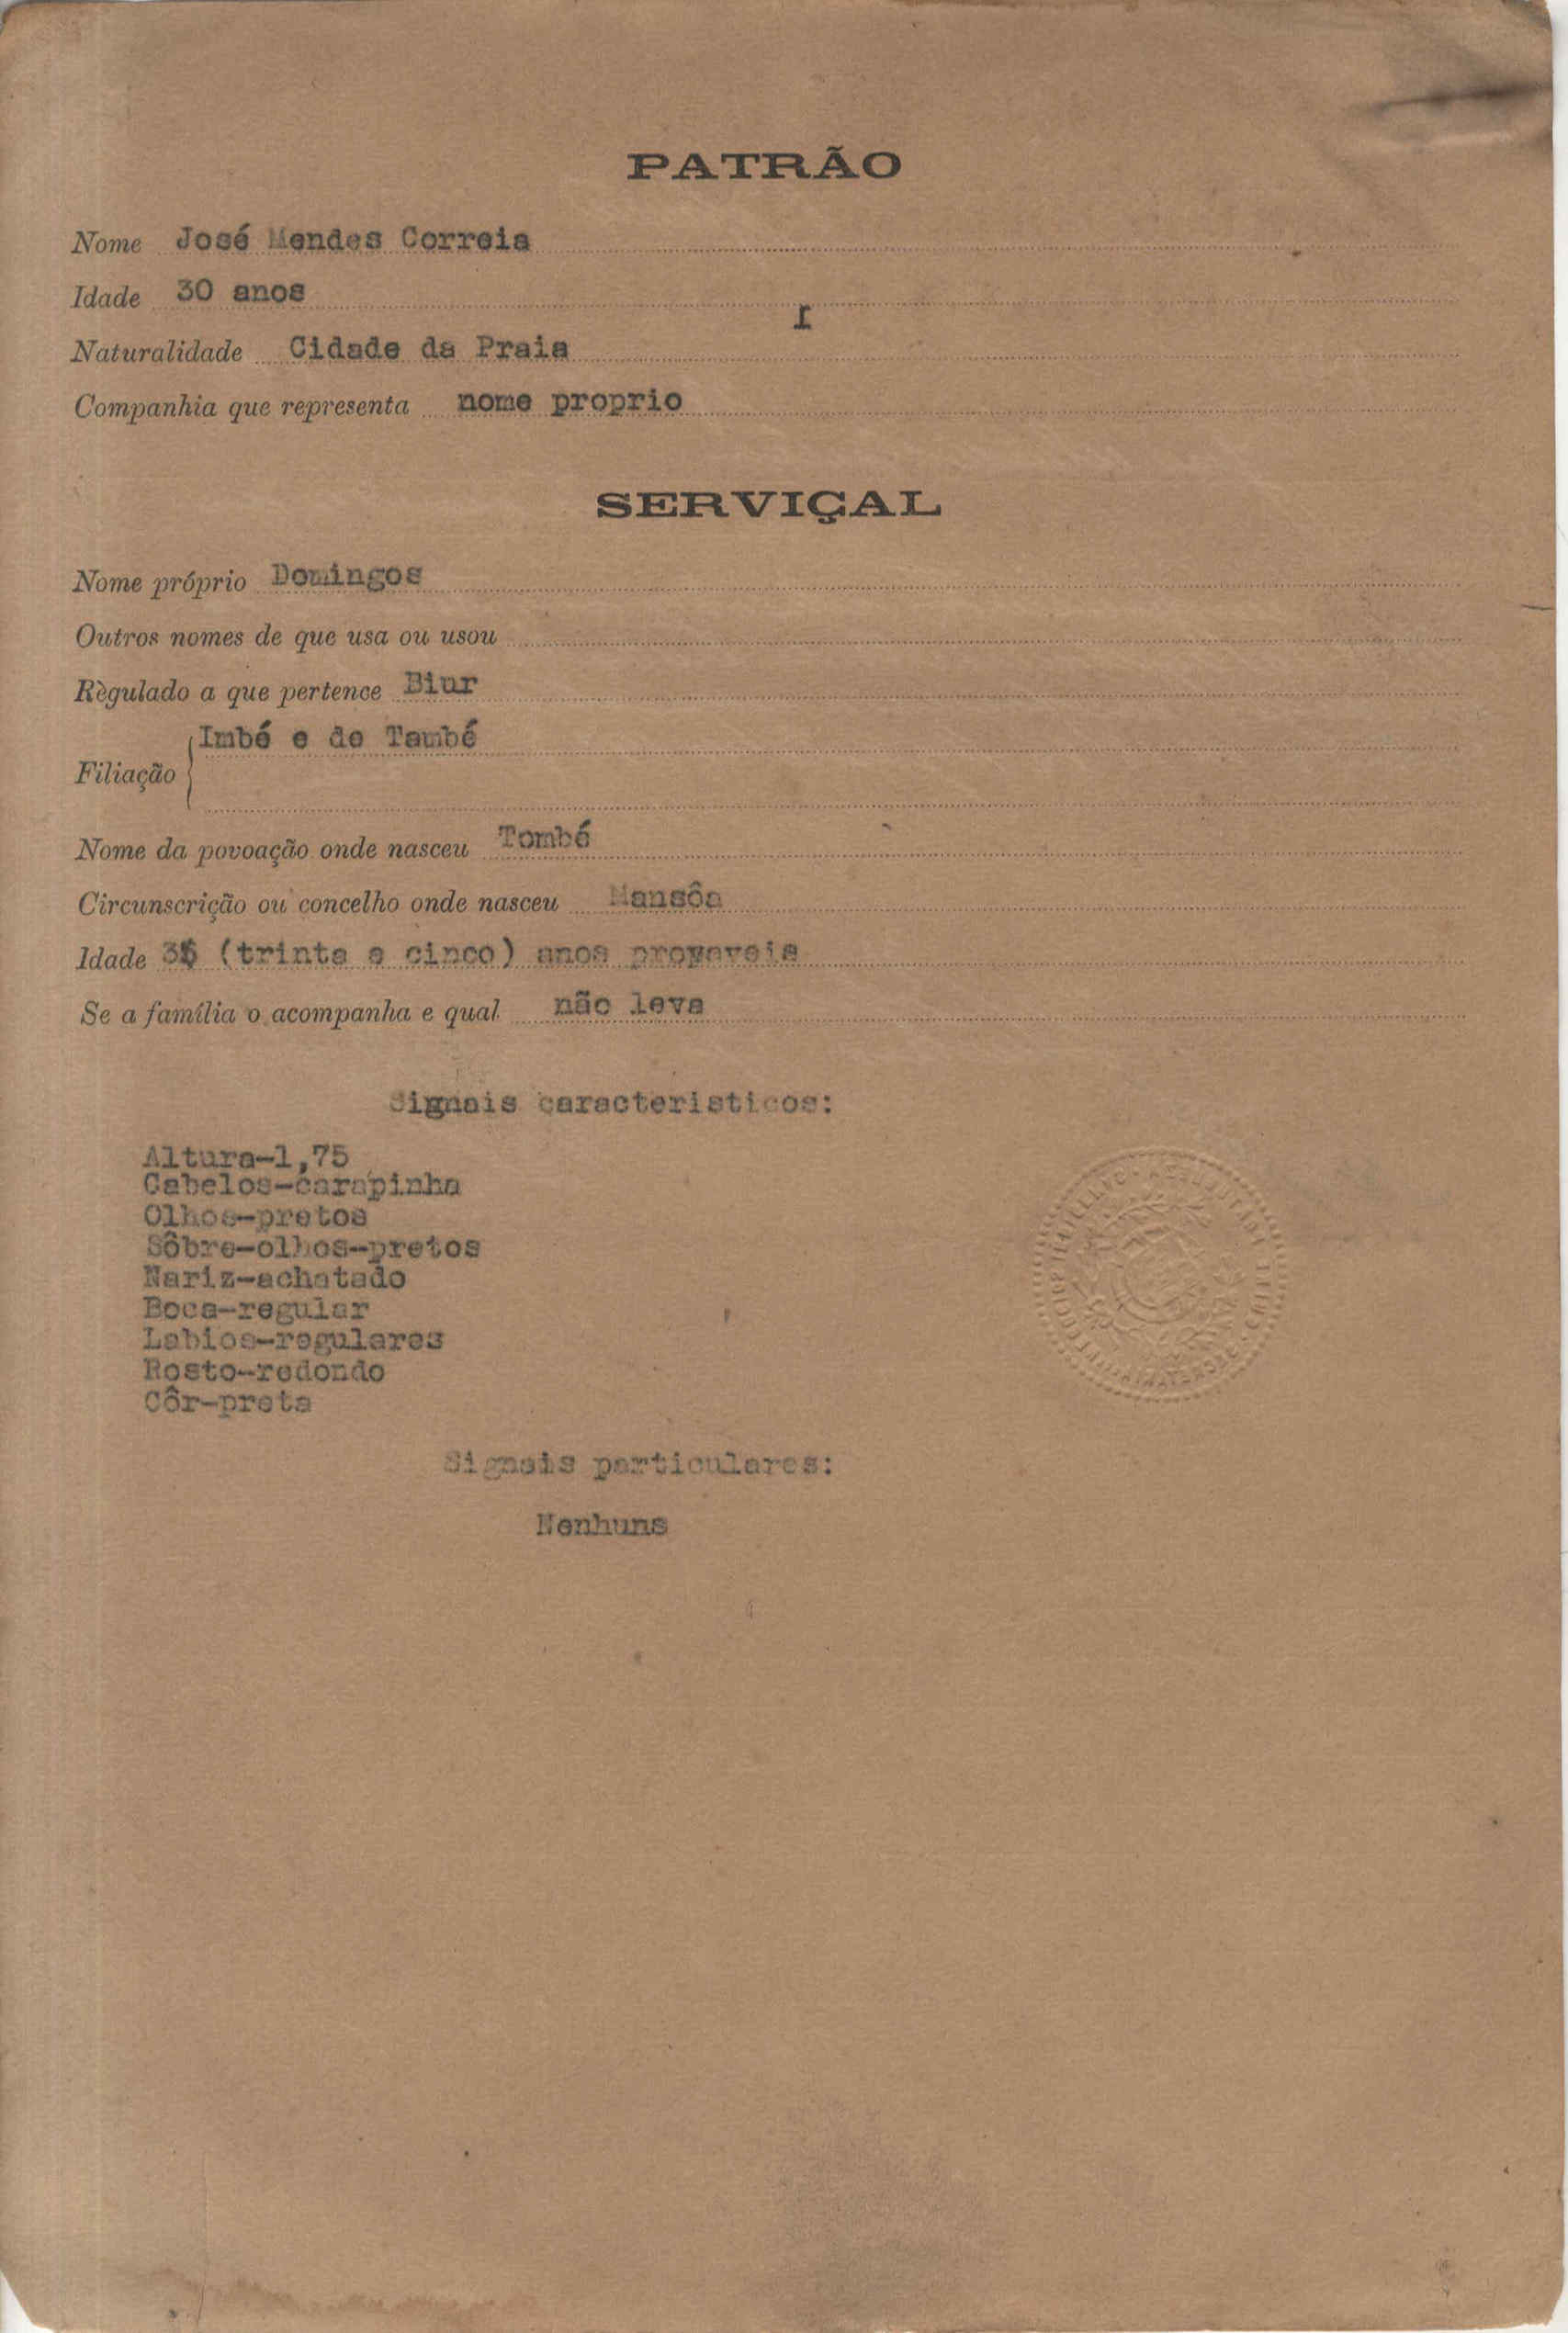 PATRÃO
Nome José Mendes Correia
Idade 30 anos
r
Naturalidade Cidade da Praia
Companhia que representa nome proprio
SERVIÇAL
Nome próprio Domingos
Outros nomes de que usa ou usou
Règulado a que pertence Biur
Imbé e de També
Filiação
Nome da povoação onde nasceu Tombé
Circunscrição ou concelho onde nasceu Mansôa
Idade 35 (trinta e cinco) anos provaveis
Se a família o acompanha e qual não leva
Signais caracteristicos:
Altura-1,75
Cabelos-carapinha
Olhos-pretos
Sôbre-olhos-pretos
Nariz-achatado
Boca-regular
Labios-regulares
Rosto-redondo
Côr-preta
Signais particulares:
Nenhuns